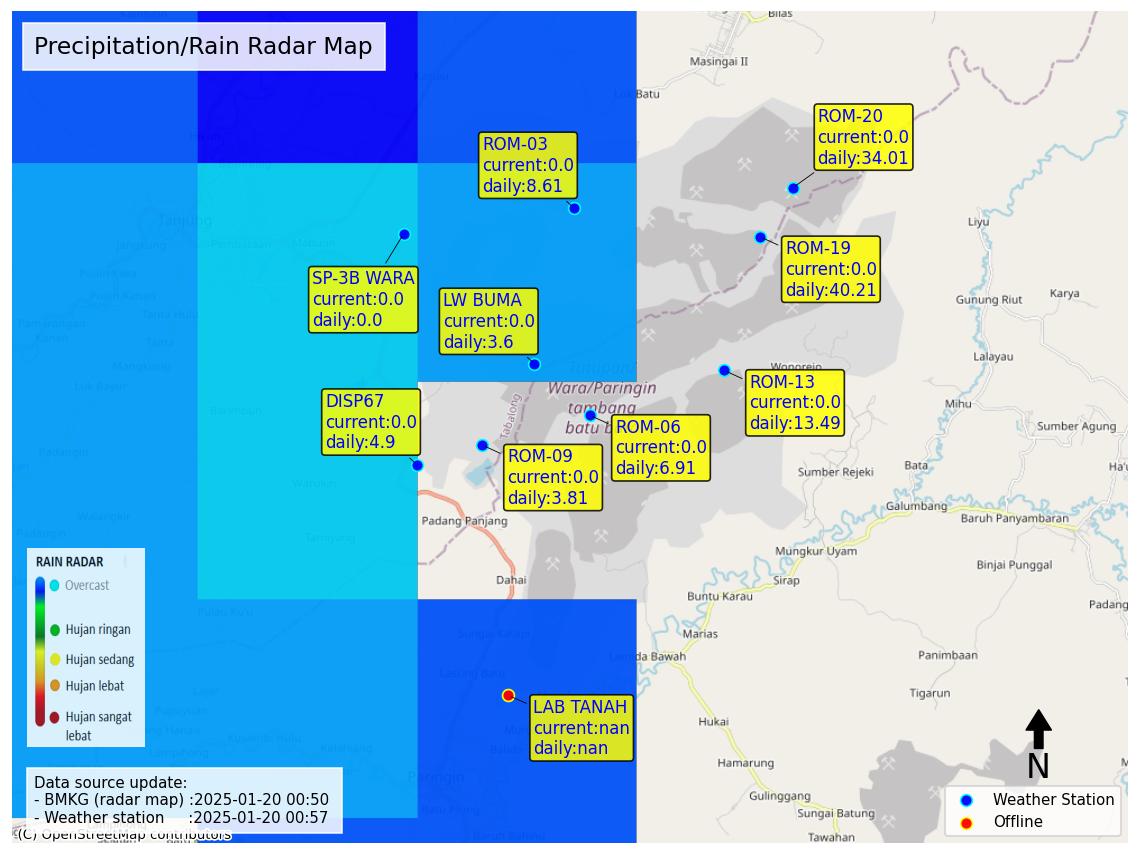 Precipitation/Rain Radar Map
Bilas
Masingai II
Lok Batu
ROM-20
current:0.0
daily:34.01
ROM-03
current:0.0
daily:8.61
Tanjung
Liyu
ROM-19
current:0.0
daily:40.21
SP-3B WARA
current:0.0
daily:0.0
LW BUMA
current:0.0
daily:3.6
Gunung Riut
Karya
Lalayau
Wonorejo
Wara/Paringin
tambang
ROM-13
current:0.0
daily:13.49
Mihu
DISP67
current:0.0
daily:4.9
Tabalong
ROM-06
current:0.0
daily:6.91
Sumber Agung
ROM-09
current:0.0
daily:3.81
Sumber Rejeki
Bata
Galumbang
Baruh Panyambaran
Padang Panjang
Mungkur Uyam
Binjai Punggal
Dahai
Sirap
Buntu Karau
Padang
Marias
Lamida Bawah
Panimbaan
Tigarun
RAIN RADAR
Overcast
Hujan ringan
Hujan sedang
Hujan lebat
Hujan sangat
lebat
LAB TANAH
current:nan
daily:nan
Hukai
Hamarung
Paringin
N
Gulinggang
Sungai Batung
Tawahan
Data source update:
- BMKG (radar map) :2025-01-20 00:50
- Weather station :2025-01-20 00:57
(C) OpenStreetMap contributors
Weather Station
Offline